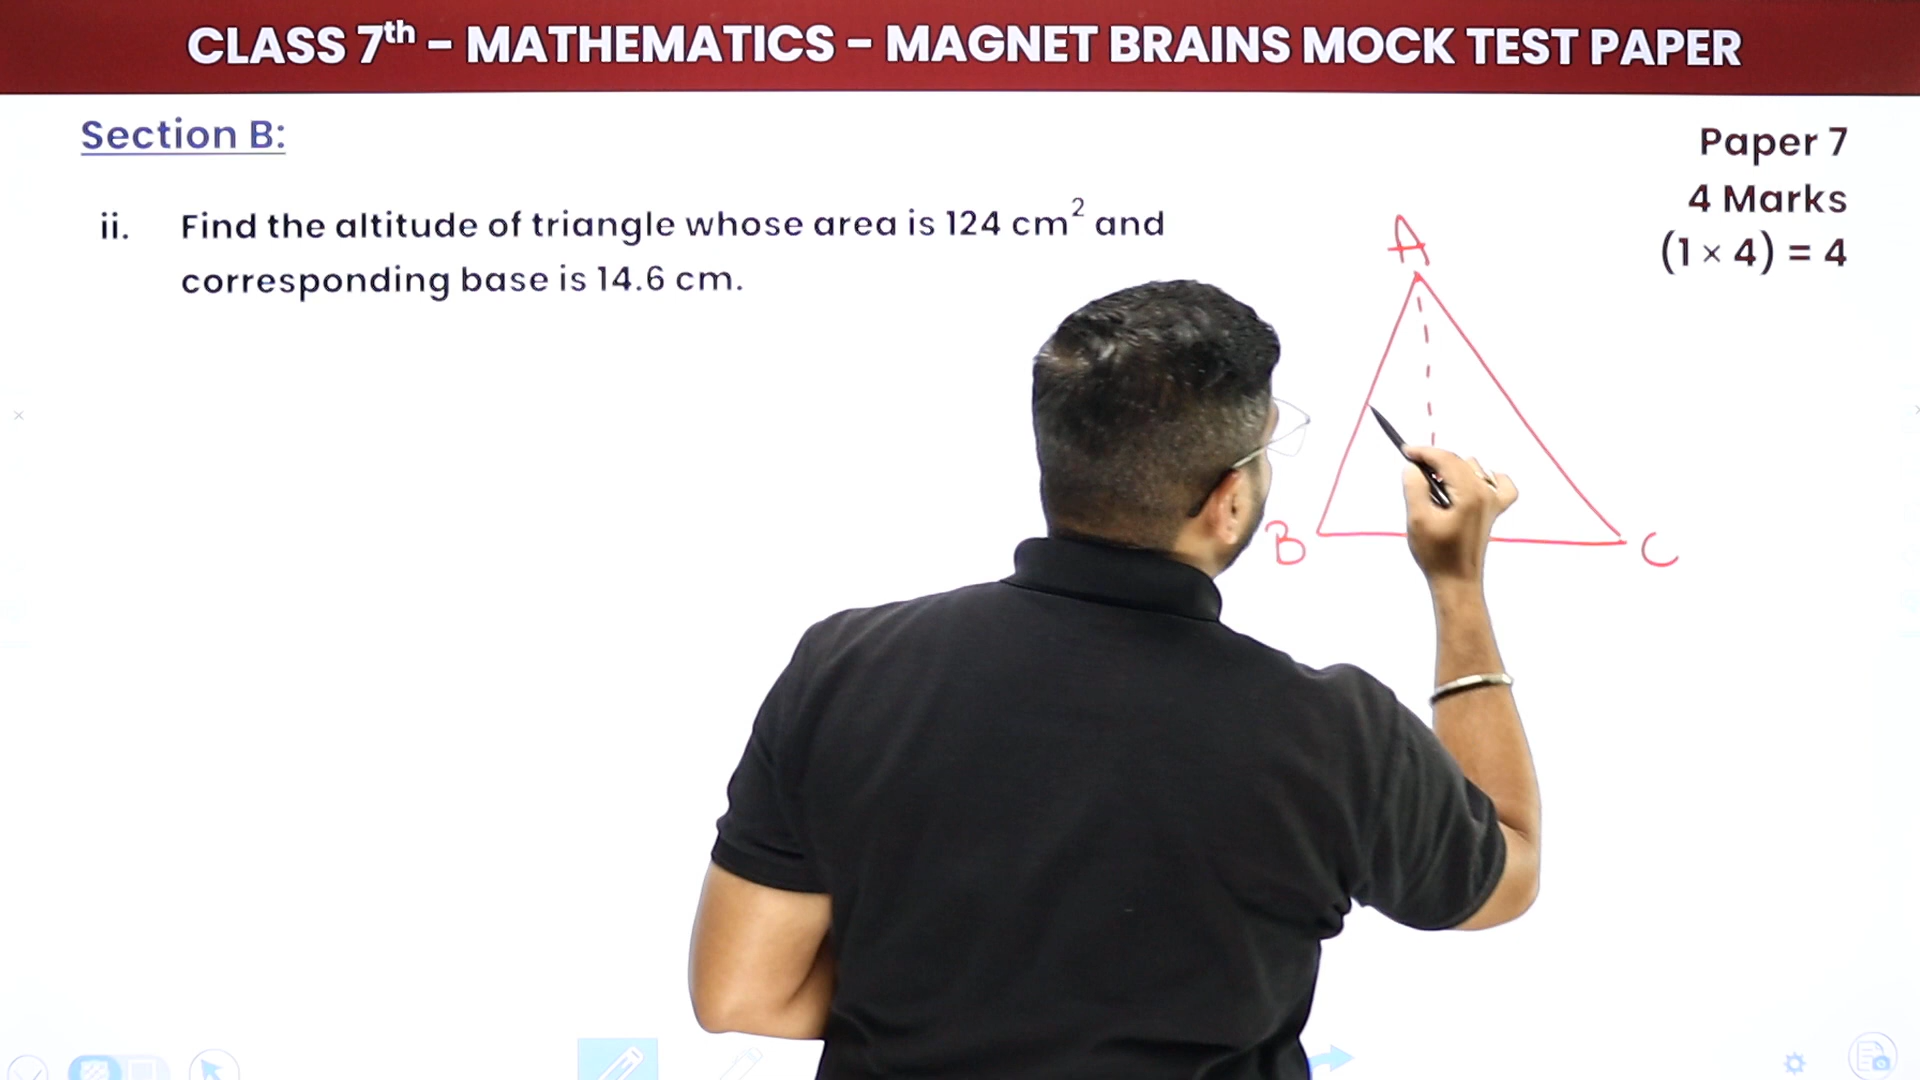 CLASS 7th – MATHEMATICS – MAGNET BRAINS MOCK TEST PAPER
Section B:
Paper 7
4 Marks
(1 × 4) = 4
ii. Find the altitude of triangle whose area is 124 cm² and
corresponding base is 14.6 cm.
A
B
C